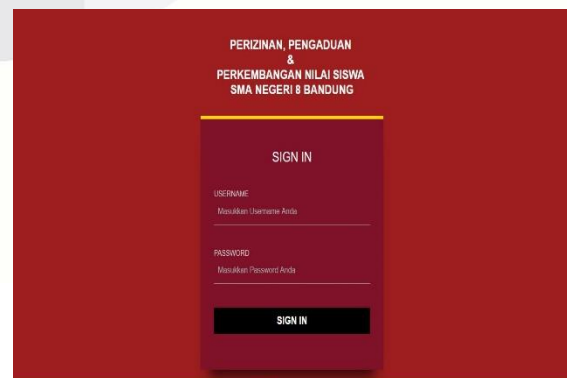 PERIZINAN, PENGADUAN
&
PERKEMBANGAN NILAI SISWA
SMA NEGERI 8 BANDUNG
SIGN IN
USERNAME
Masukkan Username Anda
PASSWORD
Masukkan Password Anda
SIGN IN